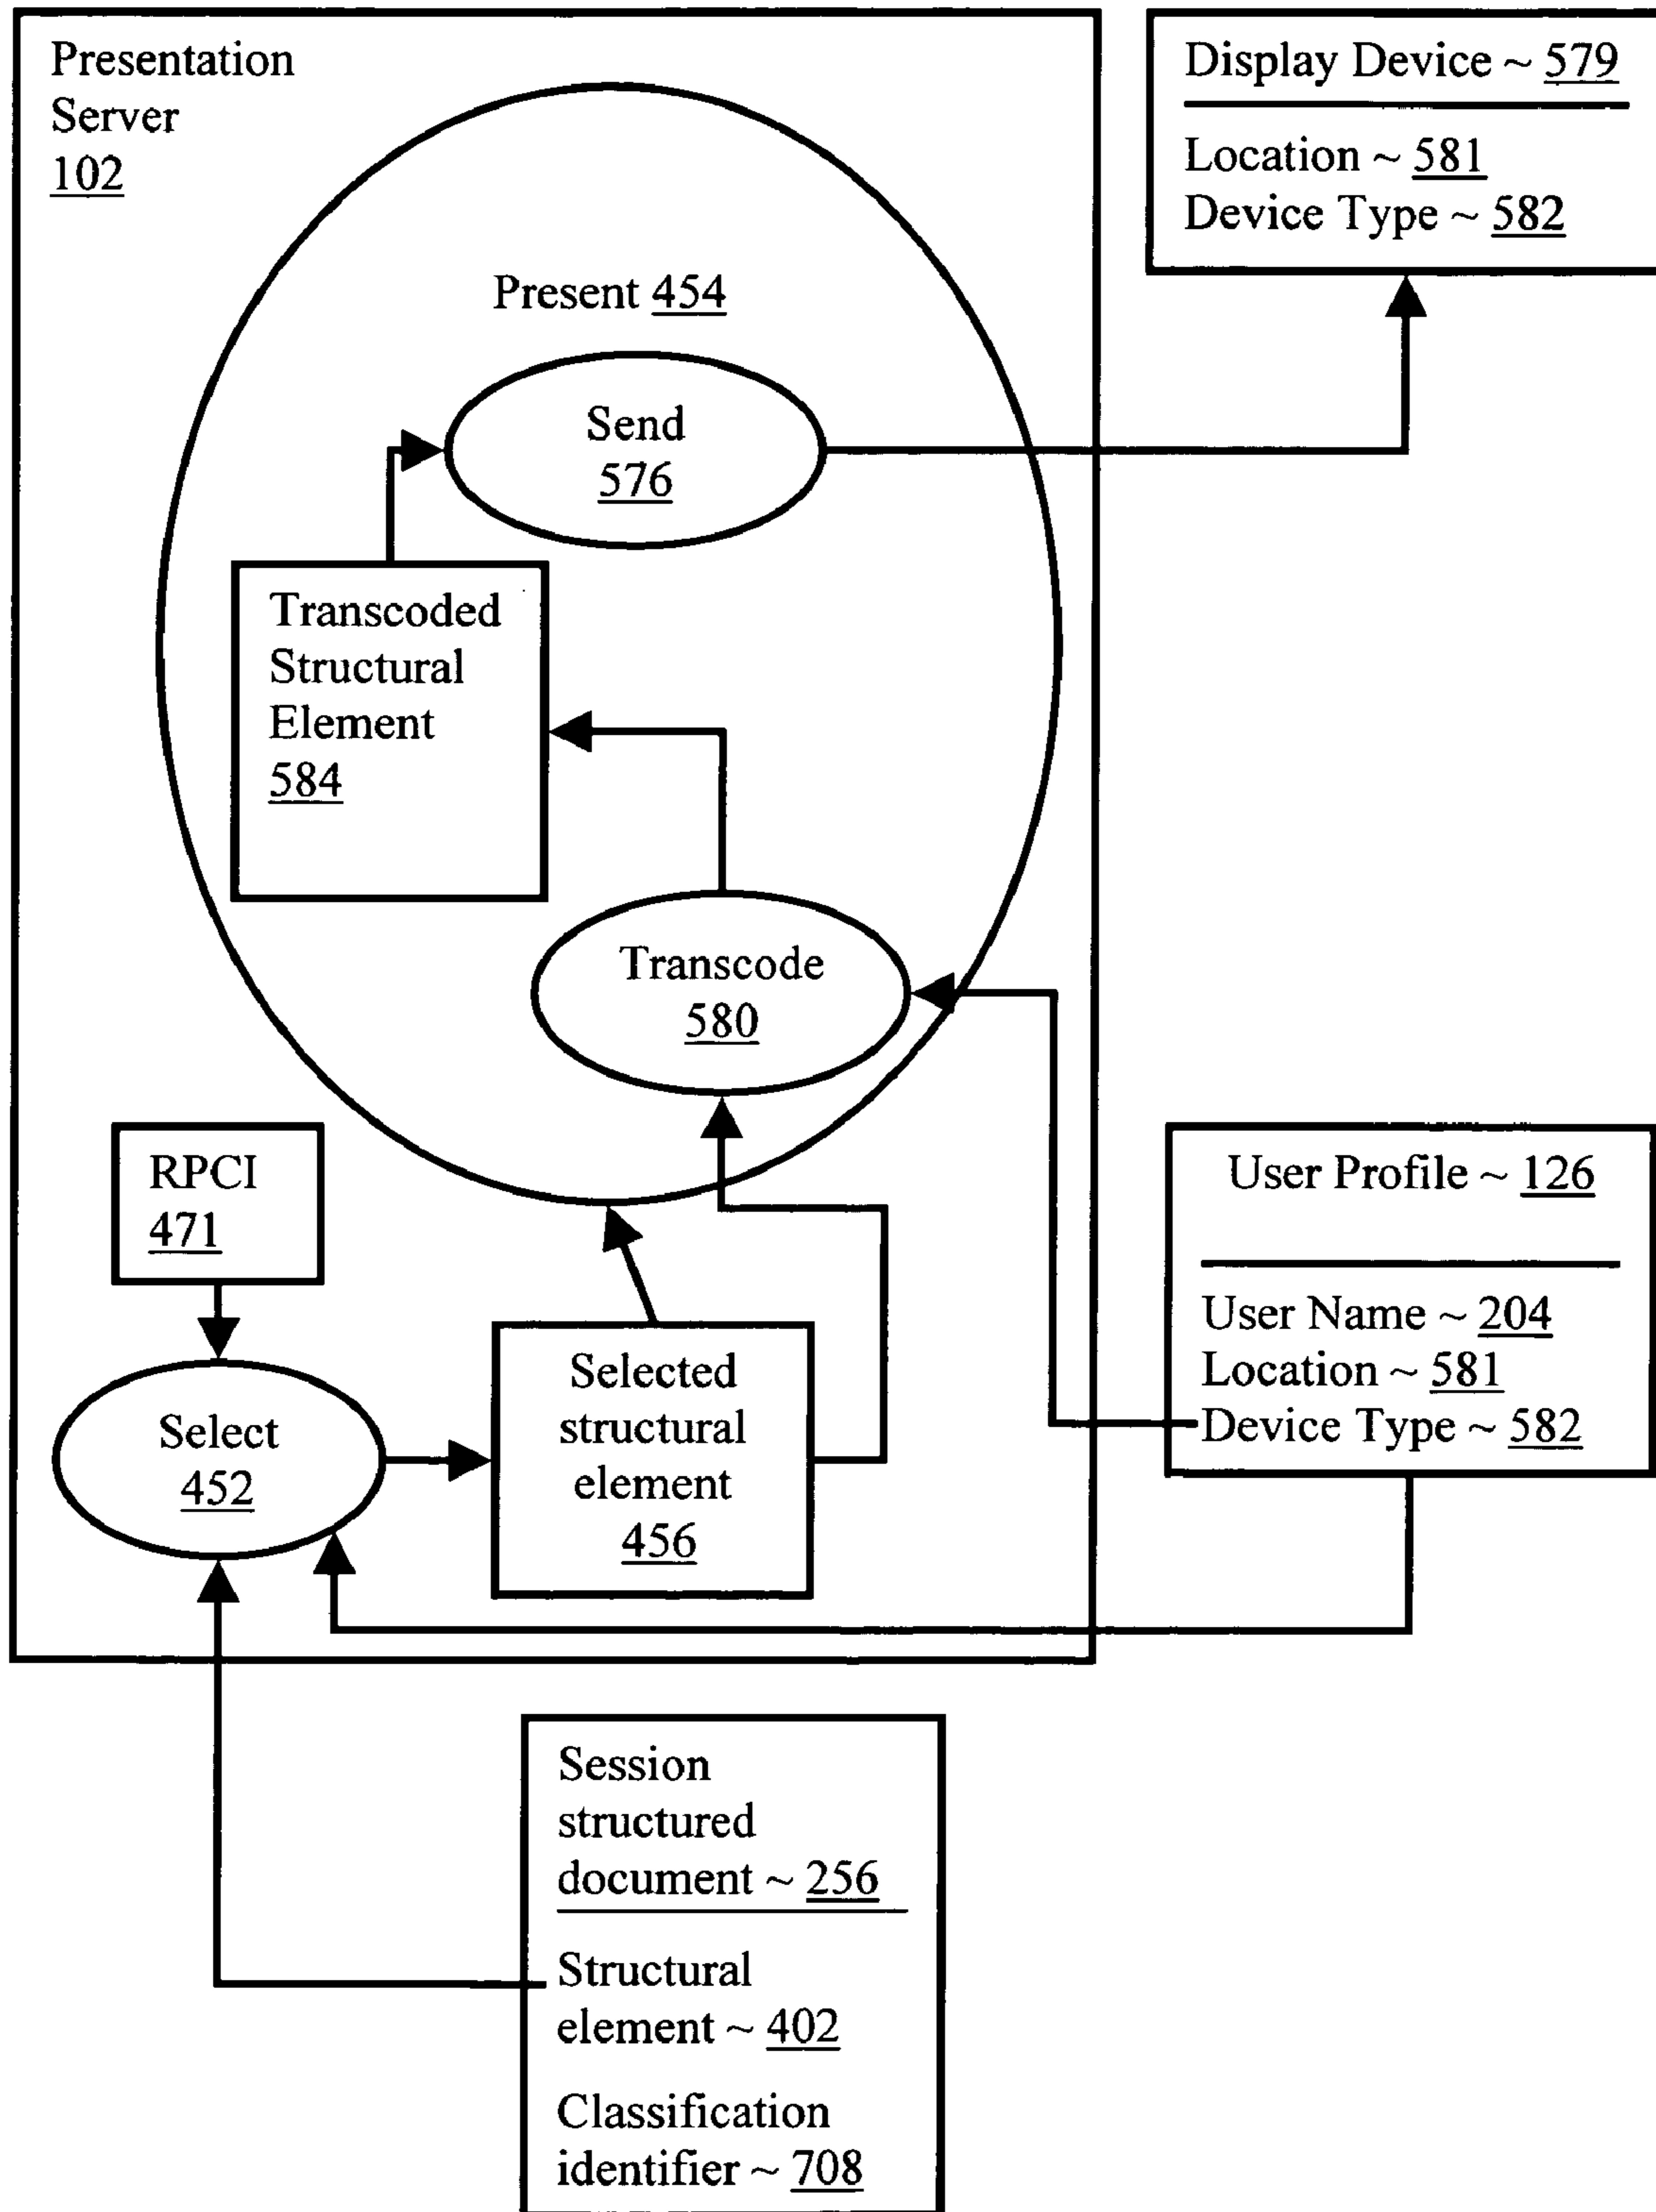 Presentation
Server
102
Display Device ~ 579
Location ~ 581
Device Type ~ 582
Present 454
Send
576
Transcoded
Structural
Element
584
Transcode
580
RPCI
471
User Profile ~ 126
User Name ~ 204
Location ~ 581
Device Type ~ 582
Select
452
Selected
structural
element
456
Session
structured
document ~ 256
Structural
element ~ 402
Classification
identifier ~ 708